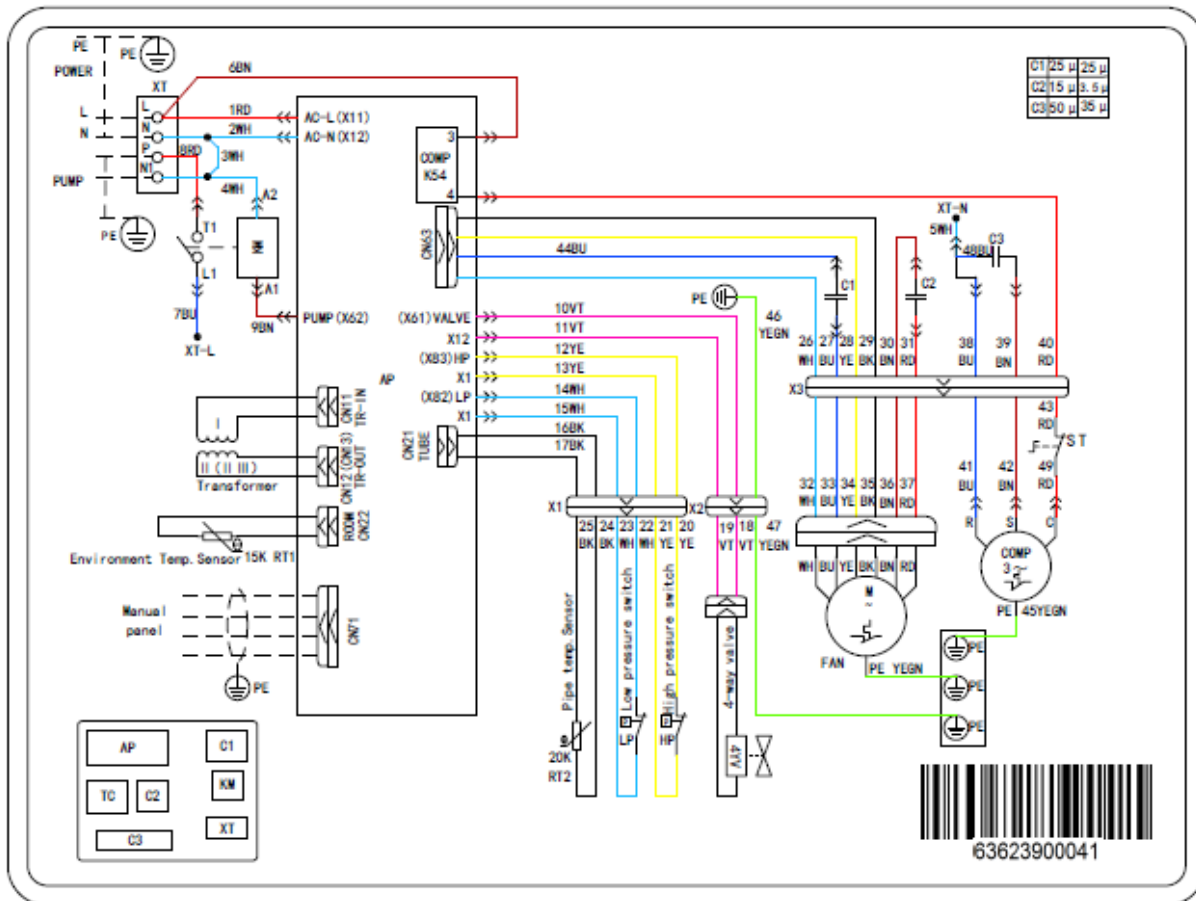 PE
PE
POWER
XT
L
L
N
N
P
N1
PUMP
PE
6BN
1RD
2WH
8RD
3WH
4WH
A2
T1
KM
L1
A1
7BU
9BN
XT-L
AC-L(X11)
AC-N(X12)
PUMP(X62)
AP
3
COMP
K54
4
CN63
(X61)VALVE
X12
(X83)HP
X1
(X82)LP
X1
CN21
TUBE
CN11
TR-IN
CN12(CN13)
TR-OUT
ROOM
CN22
CN71
I
II(II III)
Transformer
Environment Temp.Sensor 15K RT1
Manual
panel
PE
C1 25 μ 25 μ
C2 15 μ 3.5 μ
C3 50 μ 35 μ
44BU
10VT
11VT
12YE
13YE
14WH
15WH
16BK
17BK
PE
46
YEGN
C1
C2
XT-N
5WH
48BU
C3
26 27 28 29 30 31
WH BU YE BK BN RD
38 39 40
BU BN RD
X3
43
RD
ST
41 42 49
BU BN RD
R S C
COMP
3~
PE 45YEGN
32 33 34 35 36 37
WH BU YE BK BN RD
WH BU YE BK BN RD
M
~
FAN
PE YEGN
PE
PE
PE
X1
X2
25 24 23 22 21 20
BK BK WH WH YE YE
19 18 47
VT VT YEGN
Pipe temp.Sensor
Low pressure switch
High pressure switch
4-way valve
LP
HP
4YV
20K
RT2
AP
C1
TC
C2
KM
C3
XT
63623900041